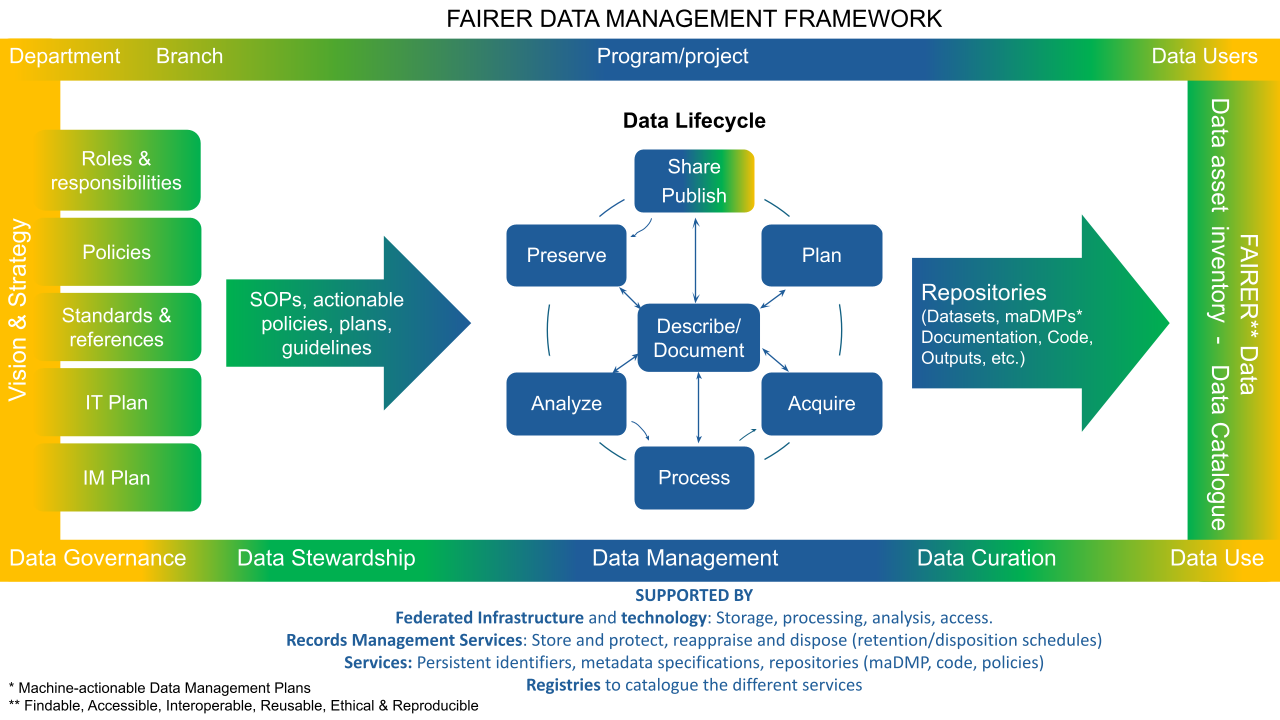 FAIRER DATA MANAGEMENT FRAMEWORK
Department
Branch
Program/project
Data Users
Vision & Strategy
Roles &
responsibilities
Policies
Standards &
references
IT Plan
IM Plan
SOPs, actionable
policies, plans,
guidelines
Data Lifecycle
Share
Publish
Preserve
Plan
Describe/
Document
Analyze
Acquire
Process
Repositories
(Datasets, maDMPs*
Documentation, Code,
Outputs, etc.)
FAIRER** Data
Data asset inventory - Data Catalogue
Data Governance
Data Stewardship
Data Management
Data Curation
Data Use
SUPPORTED BY
Federated Infrastructure and technology: Storage, processing, analysis, access.
Records Management Services: Store and protect, reappraise and dispose (retention/disposition schedules)
Services: Persistent identifiers, metadata specifications, repositories (maDMP, code, policies)
Registries to catalogue the different services
* Machine-actionable Data Management Plans
** Findable, Accessible, Interoperable, Reusable, Ethical & Reproducible